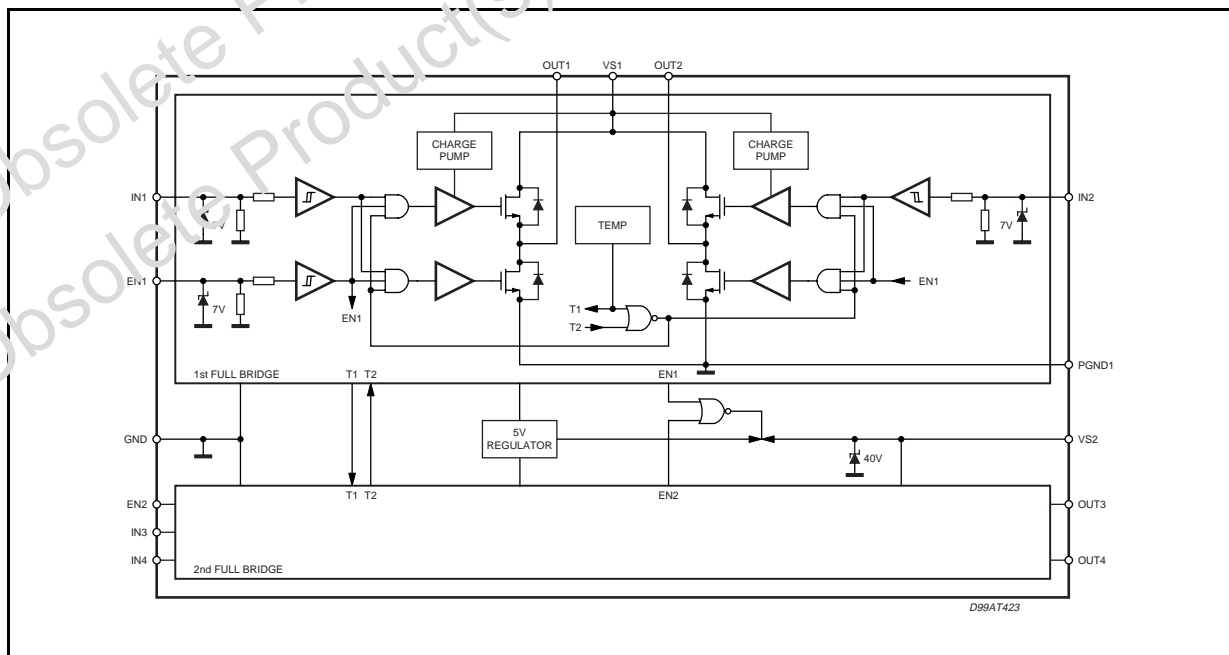 Obsolete Product(s)
Obsolete
OUT1 VS1 OUT2
CHARGE
PUMP
CHARGE
PUMP
IN1
IN2
7V
TEMP
7V
EN1
EN1
7V
EN1
T1
T2
1st FULL BRIDGE
T1 T2
EN1
PGND1
GND
5V
REGULATOR
VS2
40V
T1 T2
EN2
EN2
OUT3
IN3
IN4
OUT4
2nd FULL BRIDGE
D99AT423